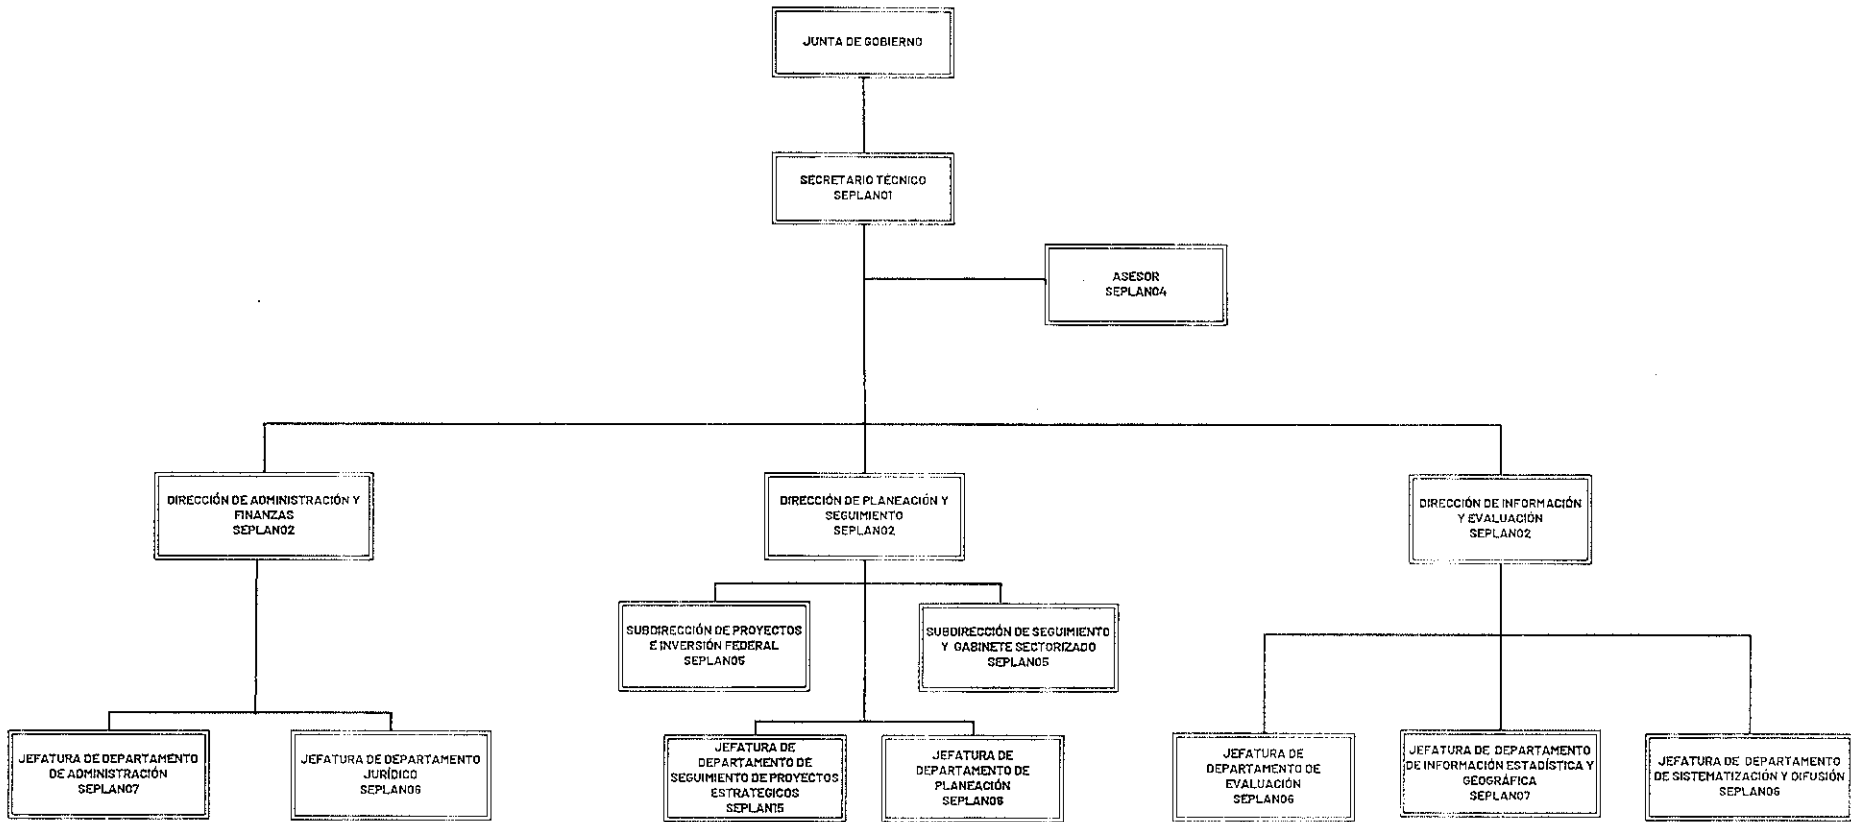 JUNTA DE GOBIERNO
SECRETARIO TÉCNICO
SEPLAN01
ASESOR
SEPLAN04
DIRECCIÓN DE ADMINISTRACIÓN Y
FINANZAS
SEPLAN02
DIRECCIÓN DE PLANEACIÓN Y
SEGUIMIENTO
SEPLAN02
DIRECCIÓN DE INFORMACIÓN
Y EVALUACIÓN
SEPLAN02
SUBDIRECCIÓN DE PROYECTOS
E INVERSIÓN FEDERAL
SEPLAN05
SUBDIRECCIÓN DE SEGUIMIENTO
Y GABINETE SECTORIZADO
SEPLAN05
JEFATURA DE DEPARTAMENTO
DE ADMINISTRACIÓN
SEPLAN07
JEFATURA DE DEPARTAMENTO
JURÍDICO
SEPLAN06
JEFATURA DE
DEPARTAMENTO DE
SEGUIMIENTO DE PROYECTOS
ESTRATEGICOS
SEPLAN15
JEFATURA DE
DEPARTAMENTO DE
PLANEACIÓN
JEFATURA DE
DEPARTAMENTO DE
EVALUACIÓN
SEPLAN06
JEFATURA DE DEPARTAMENTO
DE INFORMACIÓN ESTADÍSTICA Y
GEOGRÁFICA
SEPLAN07
JEFATURA DE DEPARTAMENTO
DE SISTEMATIZACIÓN Y DIFUSIÓN
SEPLAN06